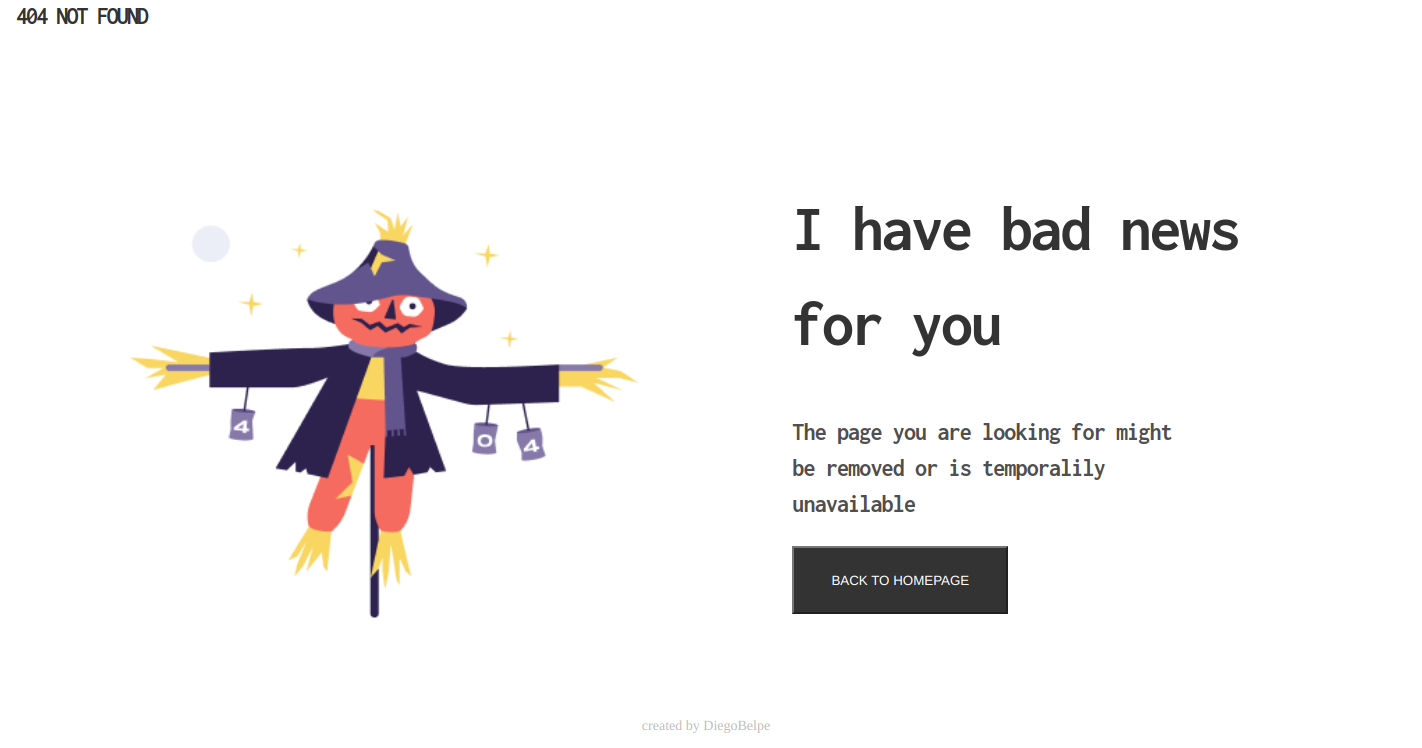 404 NOT FOUND
I have bad news
for you
4
0
4
The page you are looking for might
be removed or is temporalily
unavailable
BACK TO HOMEPAGE
created by DiegoBelpe